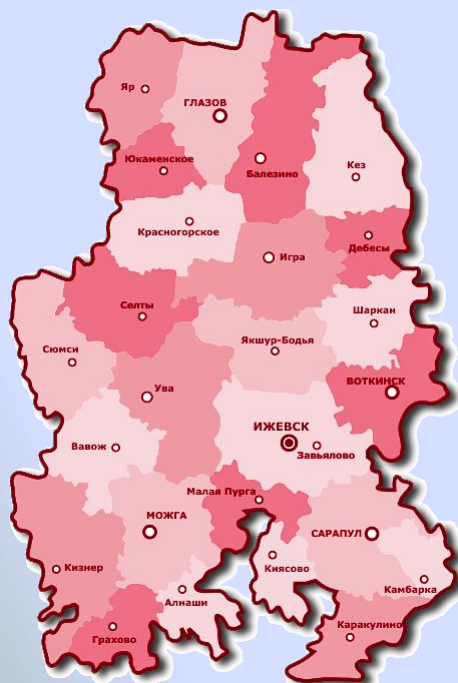 Яр
ГЛАЗОВ
Юкаменское
Балезино
Кез
Красногорское
Дебесы
Игра
Селты
Шаркан
Якшур-Бодья
Сюмси
ВОТКИНСК
Ува
ИЖЕВСК
Вавож
Завьялово
Малая Пурга
МОЖГА
САРАПУЛ
Киясово
Кизнер
Камбарка
Алнаши
Грахово
Каракулино